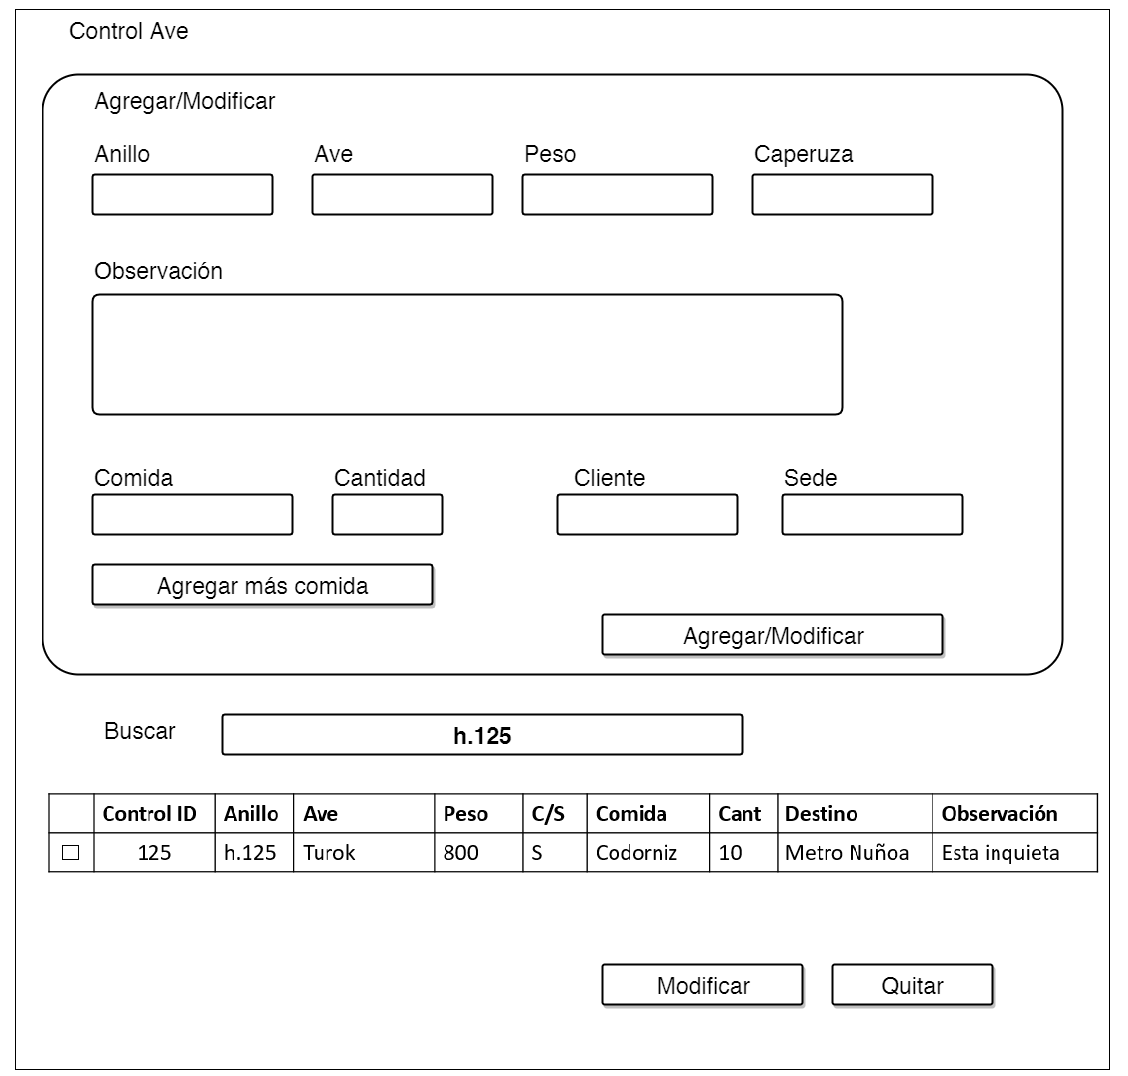 Control Ave
Agregar/Modificar
Anillo Ave Peso Caperuza
Observación
Comida Cantidad Cliente Sede
Agregar más comida
Agregar/Modificar
Buscar h.125
Control ID Anillo Ave Peso C/S Comida Cant Destino Observación
125 h.125 Turok 800 S Codorniz 10 Metro Nuñoa Esta inquieta
Modificar Quitar